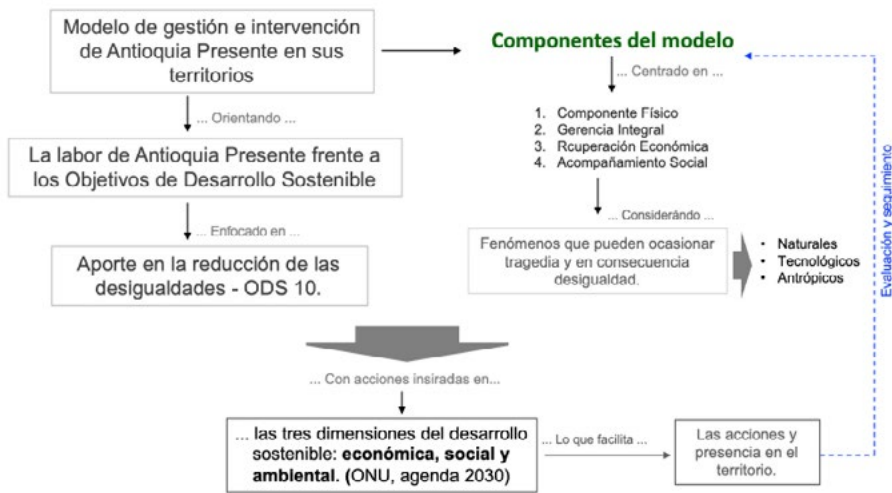 Modelo de gestión e intervención
de Antioquia Presente en sus
territorios
... Orientando ...
La labor de Antioquia Presente frente a
los Objetivos de Desarrollo Sostenible
... Enfocado en ...
Aporte en la reducción de las
desigualdades - ODS 10.
Componentes del modelo
... Centrado en ...
1. Componente Físico
2. Gerencia Integral
3. Rcuperación Económica
4. Acompañamiento Social
... Considerándo ...
Fenómenos que pueden ocasionar
tragedia y en consecuencia
desigualdad.
• Naturales
• Tecnológicos
• Antrópicos
Evaluación y seguimiento
... Con acciones insiradas en...
... las tres dimensiones del desarrollo
sostenible: económica, social y
ambiental. (ONU, agenda 2030)
... Lo que facilita ...
Las acciones y
presencia en el
territorio.